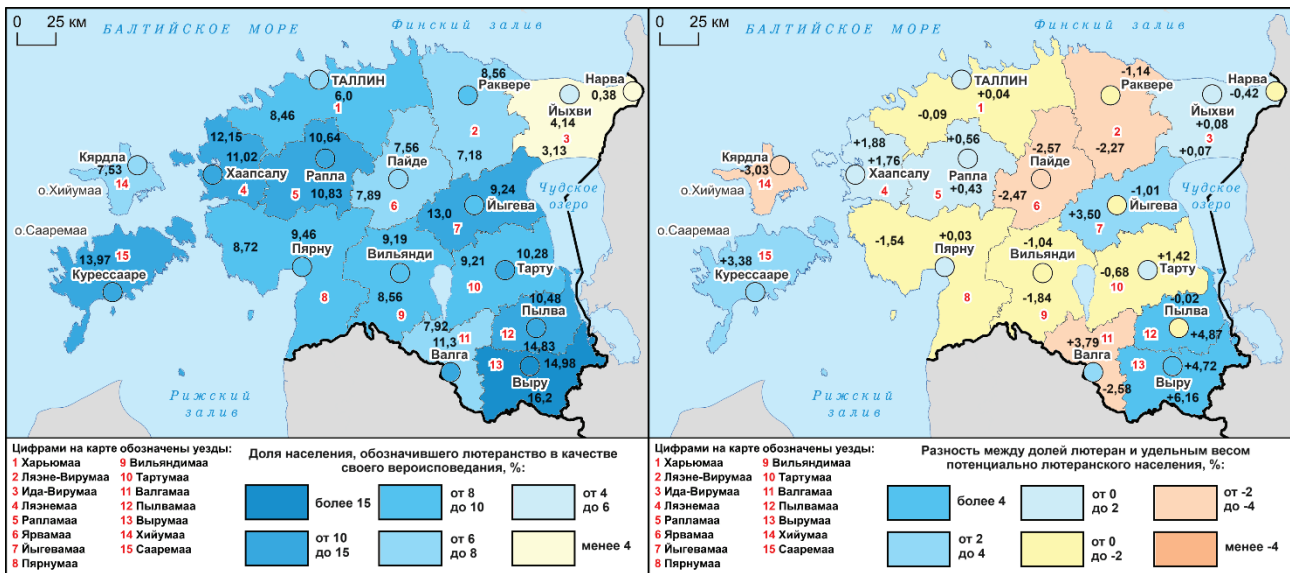 0 25 км
БАЛТИЙСКОЕ МОРЕ
Финский залив
ТАЛЛИН
6,0
1
8,46
8,56
Раквере
2
7,18
Нарва
0,38
Йыхви
4,14
3
3,13
12,15
11,02
Хаапсалу
4
10,64
Рапла
10,83
5
7,56
Пайде
7,89
6
Кярдла
7,53
14
о.Хийумаа
9,24
Йыгева
13,0
7
Чудское
озеро
о.Сааремаа
13,97
15
Курессааре
8,72
9,46
Пярну
8
9,19
Вильянди
8,56
9
10,28
9,21
Тарту
10
10,48
Пылва
12
14,83
7,92
11
11,3
Валга
13
14,98
Выру
16,2
Рижский
залив
Цифрами на карте обозначены уезды:
1 Харьюмаа
2 Ляэне-Вирумаа
3 Ида-Вирумаа
4 Ляэнемаа
5 Рапламаа
6 Ярвамаа
7 Йыгевамаа
8 Пярнумаа
9 Вильяндимаа
10 Тартумаа
11 Валгамаа
12 Пылвамаа
13 Вырумаа
14 Хийумаа
15 Сааремаа
Доля населения, обозначившего лютеранство в качестве
своего вероисповедания, %:
более 15
от 10
до 15
от 8
до 10
от 6
до 8
от 4
до 6
менее 4
0 25 км
БАЛТИЙСКОЕ МОРЕ
Финский залив
ТАЛЛИН
+0,04
1
-0,09
-1,14
Раквере
2
-2,27
Нарва
-0,42
Йыхви
+0,08
3
+0,07
+1,88
+1,76
Хаапсалу
4
+0,56
Рапла
+0,43
5
-2,57
Пайде
-2,47
6
Кярдла
-3,03
14
о.Хийумаа
-1,01
Йыгева
+3,50
7
Чудское
озеро
о.Сааремаа
+3,38
15
Курессааре
-1,54
+0,03
Пярну
8
-1,04
Вильянди
-1,84
9
+1,42
-0,68
Тарту
10
-0,02
Пылва
12
+4,87
11
+3,79
Валга
-2,58
13
+4,72
Выру
+6,16
Рижский
залив
Цифрами на карте обозначены уезды:
1 Харьюмаа
2 Ляэне-Вирумаа
3 Ида-Вирумаа
4 Ляэнемаа
5 Рапламаа
6 Ярвамаа
7 Йыгевамаа
8 Пярнумаа
9 Вильяндимаа
10 Тартумаа
11 Валгамаа
12 Пылвамаа
13 Вырумаа
14 Хийумаа
15 Сааремаа
Разность между долей лютеран и удельным весом
потенциально лютеранского населения, %:
более 4
от 2
до 4
от 0
до 2
от 0
до -2
от -2
до -4
менее -4